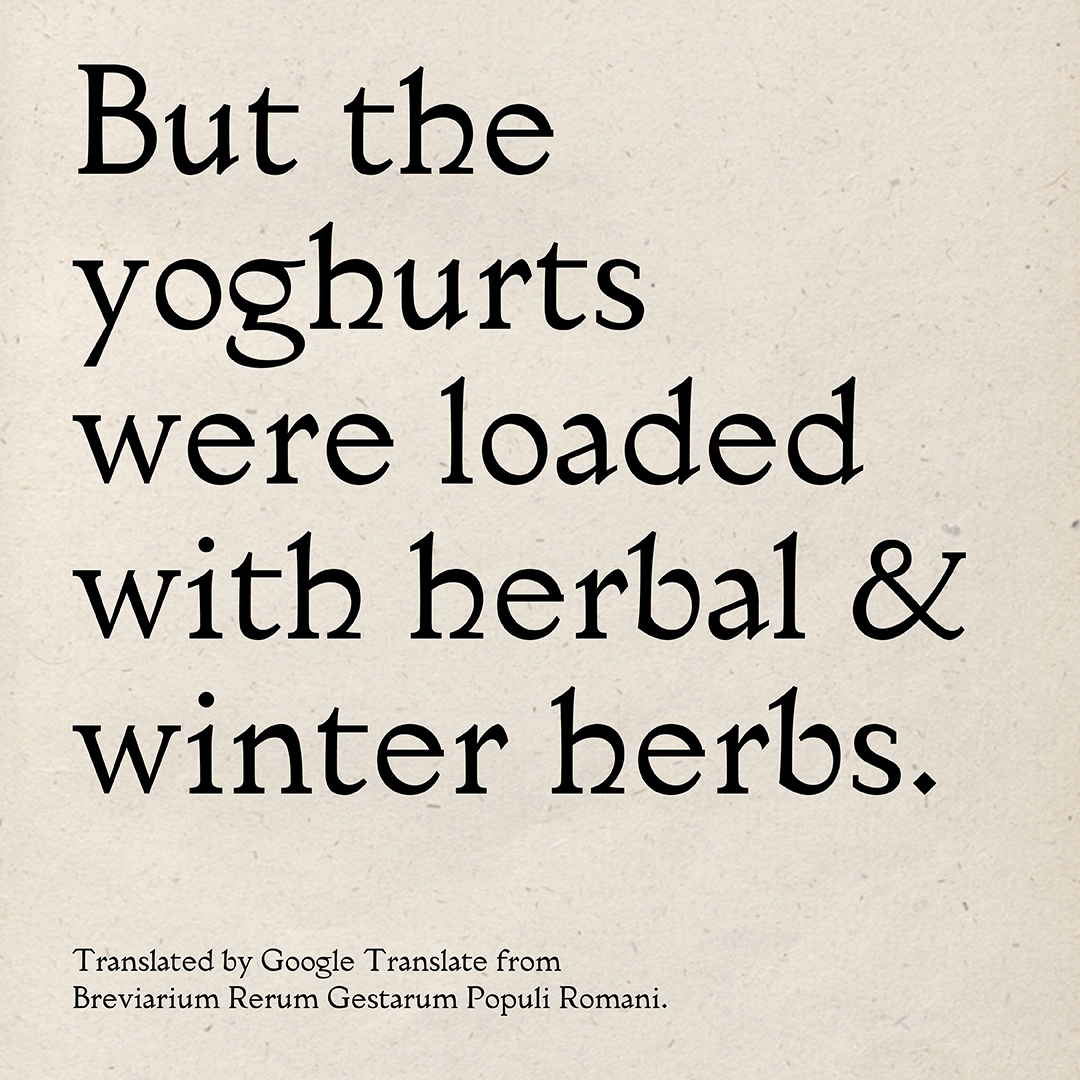 But the
yoghurts
were loaded
with herbal &
winter herbs.
Translated by Google Translate from
Breviarium Rerum Gestarum Populi Romani.